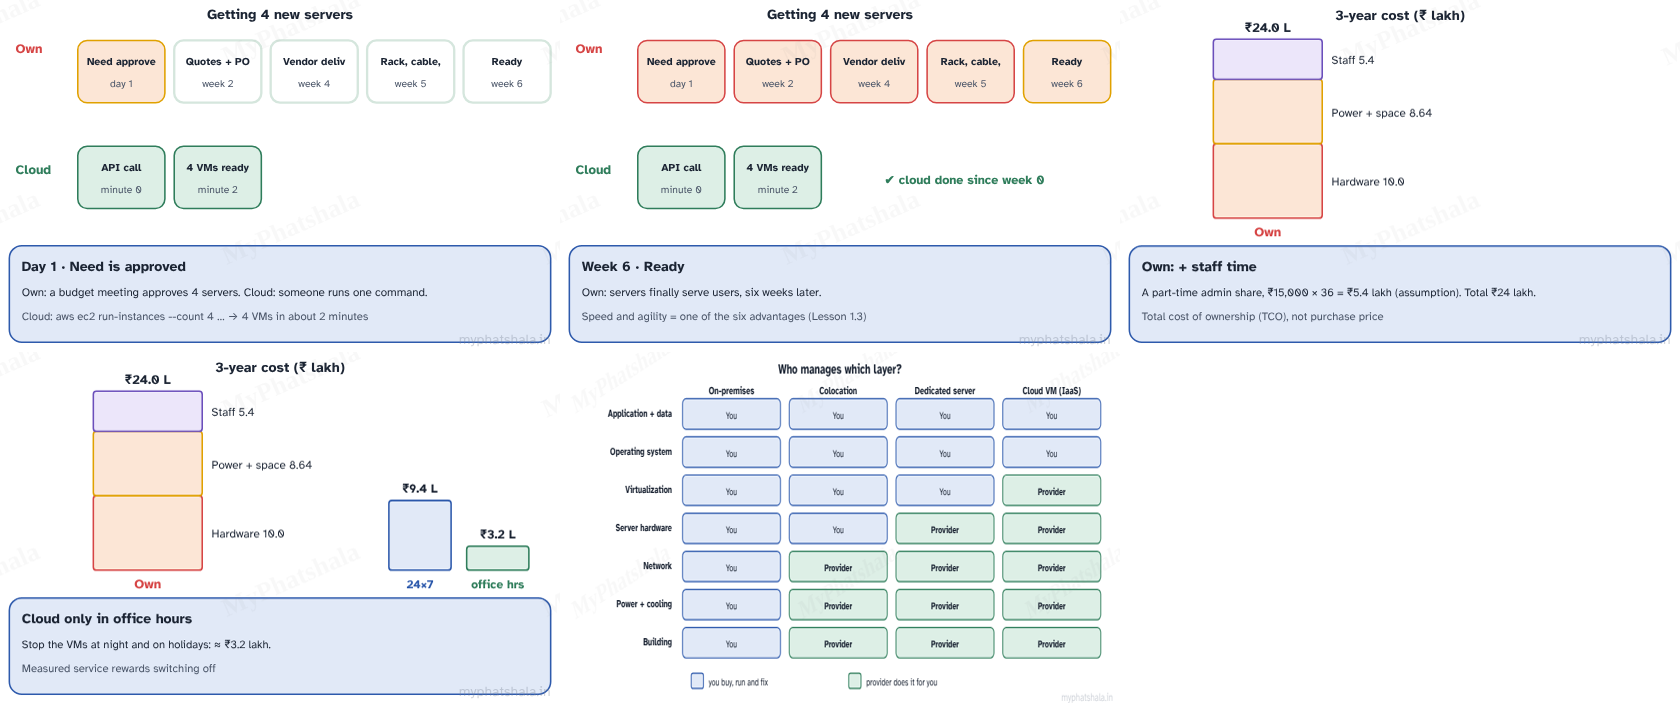 Getting 4 new servers
Own
Need approve
day 1
Quotes + PO
week 2
Vendor deliv
week 4
Rack, cable,
week 5
Ready
week 6
Cloud
API call
minute 0
4 VMs ready
minute 2
Day 1 · Need is approved
Own: a budget meeting approves 4 servers. Cloud: someone runs one command.
Cloud: aws ec2 run-instances --count 4 ... → 4 VMs in about 2 minutes
myphatshala.in
Getting 4 new servers
Own
Need approve
day 1
Quotes + PO
week 2
Vendor deliv
week 4
Rack, cable,
week 5
Ready
week 6
Cloud
API call
minute 0
4 VMs ready
minute 2
✔ cloud done since week 0
Week 6 · Ready
Own: servers finally serve users, six weeks later.
Speed and agility = one of the six advantages (Lesson 1.3)
myphatshala.in
3-year cost (₹ lakh)
₹24.0 L
Staff 5.4
Power + space 8.64
Hardware 10.0
Own
Own: + staff time
A part-time admin share, ₹15,000 × 36 = ₹5.4 lakh (assumption). Total ₹24 lakh.
Total cost of ownership (TCO), not purchase price
myphatshala.in
3-year cost (₹ lakh)
₹24.0 L
Staff 5.4
Power + space 8.64
Hardware 10.0
Own
₹9.4 L
24×7
₹3.2 L
office hrs
Cloud only in office hours
Stop the VMs at night and on holidays: ≈ ₹3.2 lakh.
Measured service rewards switching off
myphatshala.in
Who manages which layer?
On-premises Colocation Dedicated server Cloud VM (IaaS)
Application + data You You You You
Operating system You You You You
Virtualization You You You Provider
Server hardware You You Provider Provider
Network You Provider Provider Provider
Power + cooling You Provider Provider Provider
Building You Provider Provider Provider
you buy, run and fix
provider does it for you
myphatshala.in
MyPhatshala